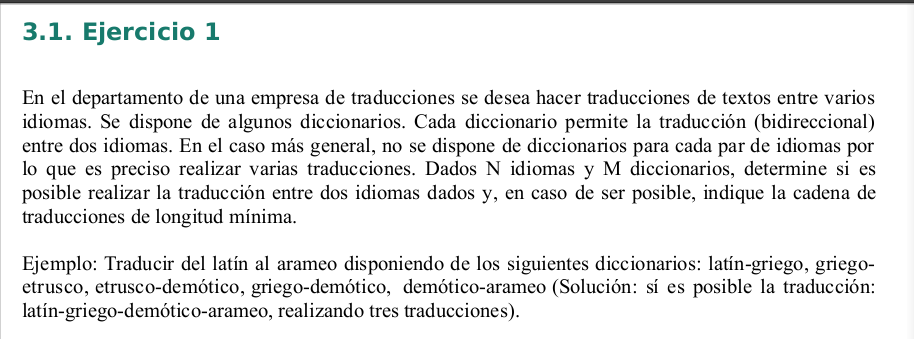 3.1. Ejercicio 1
En el departamento de una empresa de traducciones se desea hacer traducciones de textos entre varios
idiomas. Se dispone de algunos diccionarios. Cada diccionario permite la traducción (bidireccional)
entre dos idiomas. En el caso más general, no se dispone de diccionarios para cada par de idiomas por
lo que es preciso realizar varias traducciones. Dados N idiomas y M diccionarios, determine si es
posible realizar la traducción entre dos idiomas dados y, en caso de ser posible, indique la cadena de
traducciones de longitud mínima.
Ejemplo: Traducir del latín al arameo disponiendo de los siguientes diccionarios: latín-griego, griego-
etrusco, etrusco-demótico, griego-demótico, demótico-arameo (Solución: sí es posible la traducción:
latín-griego-demótico-arameo, realizando tres traducciones).